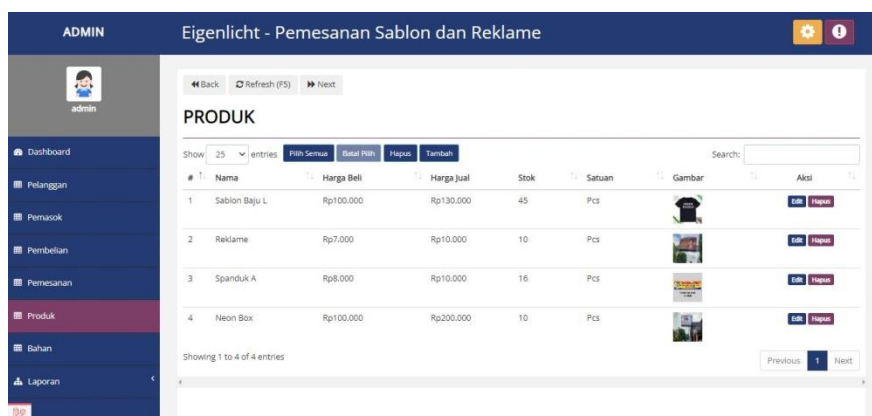 ADMIN
Eigenlicht - Pemesanan Sablon dan Reklame
admin
Dashboard
Pelanggan
Pemasok
Pembelian
Pemesanan
Produk
Bahan
Laporan
Back Refresh (F5) Next
PRODUK
Show 25 entries Pilih Semua Batal Pilih Hapus Tambah Search:
# Nama Harga Beli Harga Jual Stok Satuan Gambar Aksi
1 Sablon Baju L Rp100.000 Rp130.000 45 Pcs Edit Hapus
2 Reklame Rp7.000 Rp10.000 10 Pcs Edit Hapus
3 Spanduk A Rp8.000 Rp10.000 16 Pcs Edit Hapus
4 Neon Box Rp100.000 Rp200.000 10 Pcs Edit Hapus
Showing 1 to 4 of 4 entries
Previous 1 Next